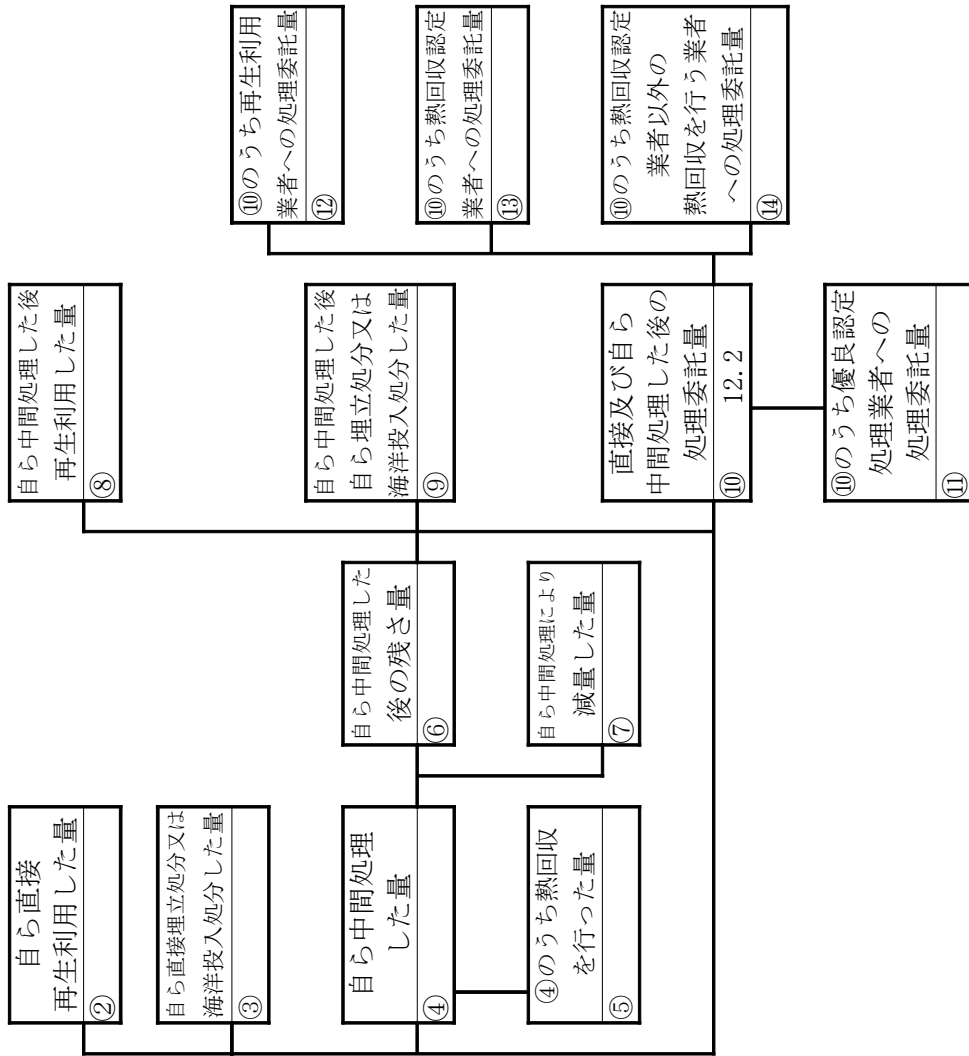 自ら直接
再生利用した量
②
自ら直接埋立処分又は
海洋投入処分した量
③
自ら中間処理
した量
④
④のうち熱回収
を行った量
⑤
自ら中間処理した
後の残さ量
⑥
自ら中間処理により
減量した量
⑦
自ら中間処理した後
再生利用した量
⑧
自ら中間処理した後
自ら埋立処分又は
海洋投入処分した量
⑨
直接及び自ら
中間処理した後の
処理委託量
⑩ 12.2
⑩のうち優良認定
処理業者への
処理委託量
⑪
⑩のうち再生利用
業者への処理委託量
⑫
⑩のうち熱回収認定
業者への処理委託量
⑬
⑩のうち熱回収認定
業者以外の
熱回収を行う業者
への処理委託量
⑭